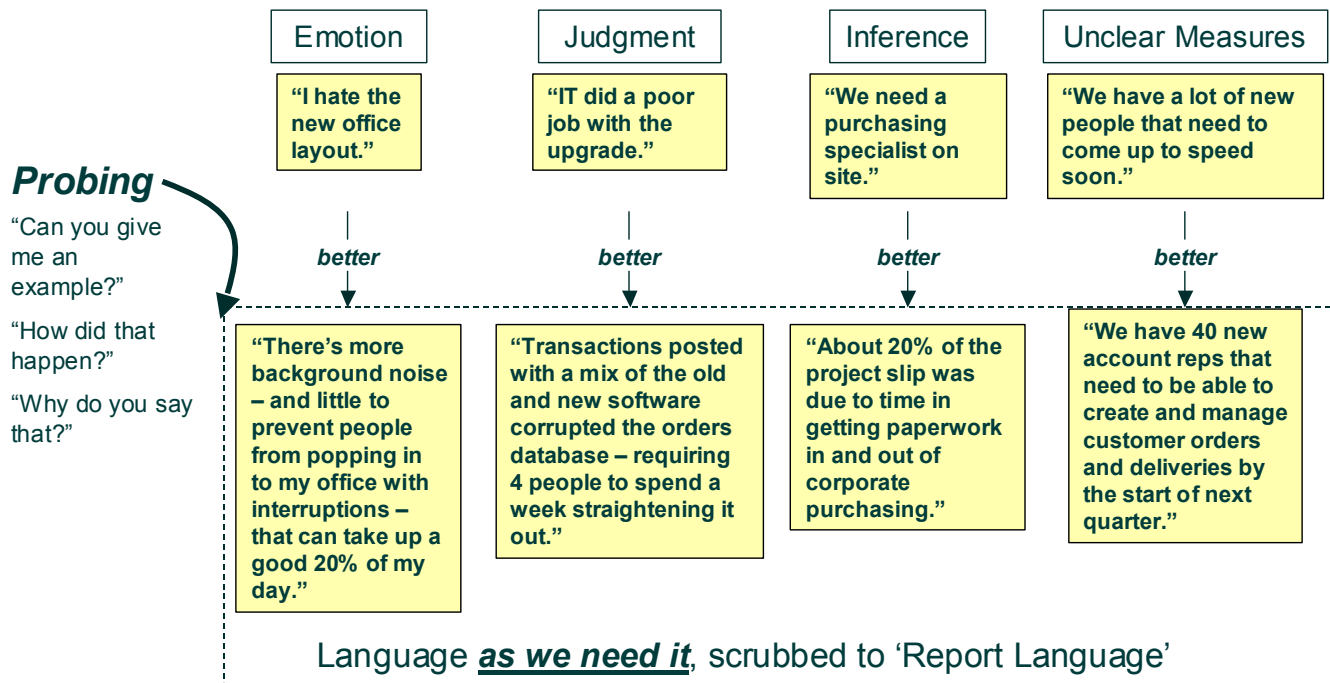 Emotion
Judgment
Inference
Unclear Measures
“I hate the
new office
layout.”
“IT did a poor
job with the
upgrade.”
“We need a
purchasing
specialist on
site.”
“We have a lot of new
people that need to
come up to speed
soon.”
Probing
“Can you give
me an
example?”
“How did that
happen?”
“Why do you say
that?”
better
better
better
better
“There’s more
background noise
– and little to
prevent people
from popping in
to my office with
interruptions –
that can take up a
good 20% of my
day.”
“Transactions posted
with a mix of the old
and new software
corrupted the orders
database – requiring
4 people to spend a
week straightening it
out.”
“About 20% of the
project slip was
due to time in
getting paperwork
in and out of
corporate
purchasing.”
“We have 40 new
account reps that
need to be able to
create and manage
customer orders
and deliveries by
the start of next
quarter.”
Language as we need it, scrubbed to ‘Report Language’